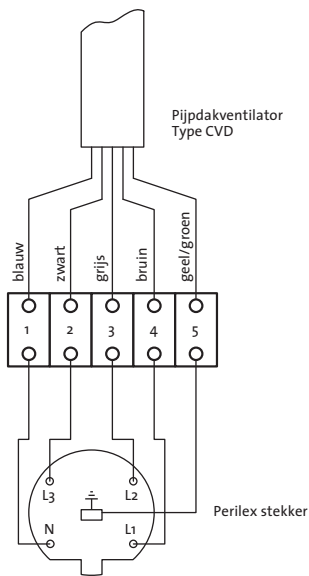 Pijpdakventilator
Type CVD
blauw
zwart
grijs
bruin
geel/groen
1 2 3 4 5
L3 L2
N L1
Perilex stekker